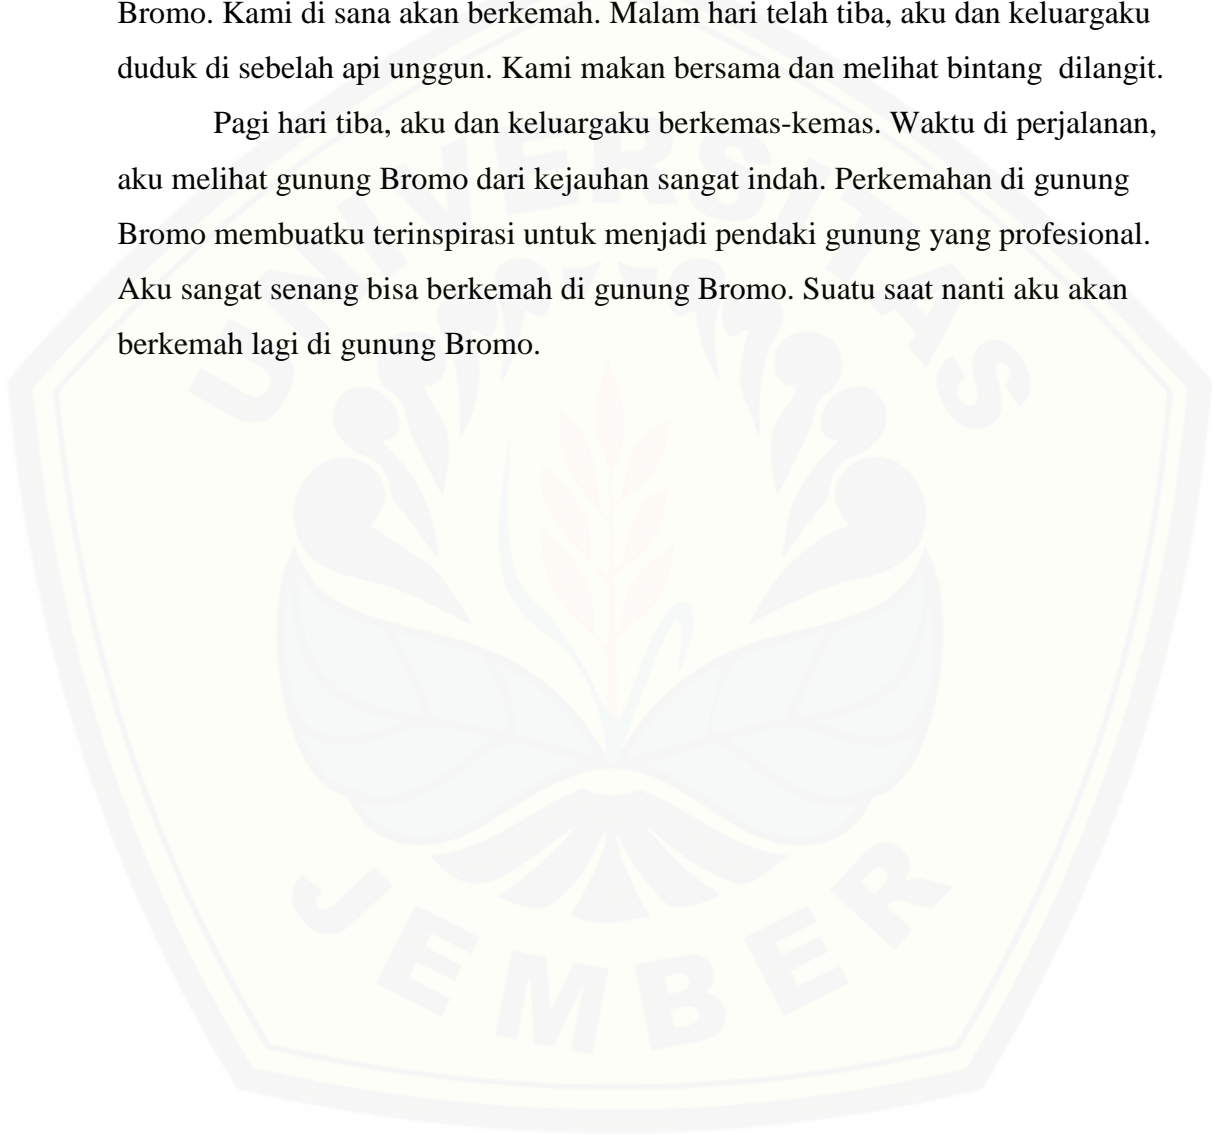 Bromo. Kami di sana akan berkemah. Malam hari telah tiba, aku dan keluargaku
duduk di sebelah api unggun. Kami makan bersama dan melihat bintang  dilangit.
Pagi hari tiba, aku dan keluargaku berkemas-kemas. Waktu di perjalanan,
aku melihat gunung Bromo dari kejauhan sangat indah. Perkemahan di gunung
Bromo membuatku terinspirasi untuk menjadi pendaki gunung yang profesional.
Aku sangat senang bisa berkemah di gunung Bromo. Suatu saat nanti aku akan
berkemah lagi di gunung Bromo.
UNIVERSITAS
JEMBER